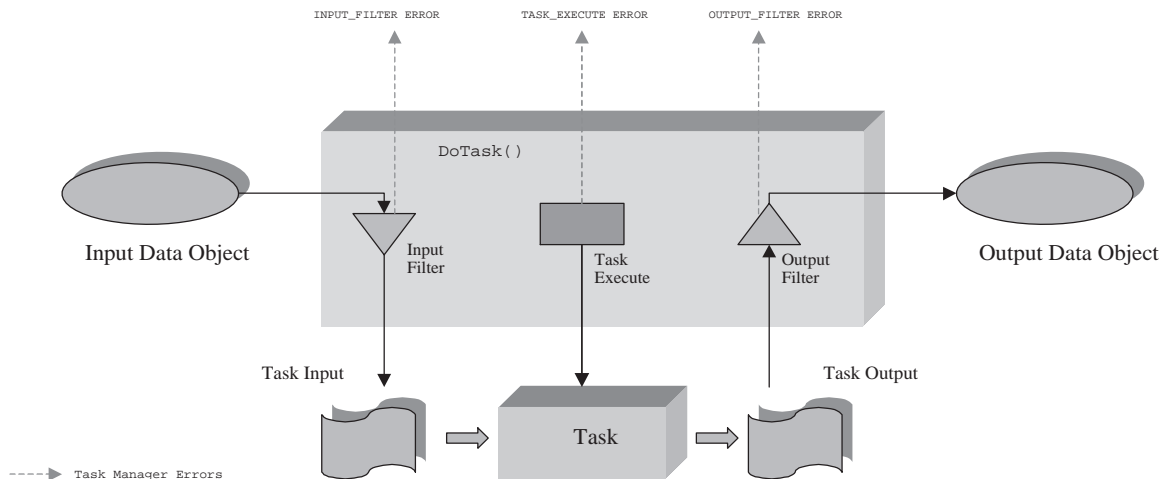 INPUT_FILTER ERROR
TASK_EXECUTE ERROR
OUTPUT_FILTER ERROR
DoTask()
Input Data Object
Input
Filter
Task
Execute
Output
Filter
Output Data Object
Task Input
Task Output
Task
Task Manager Errors